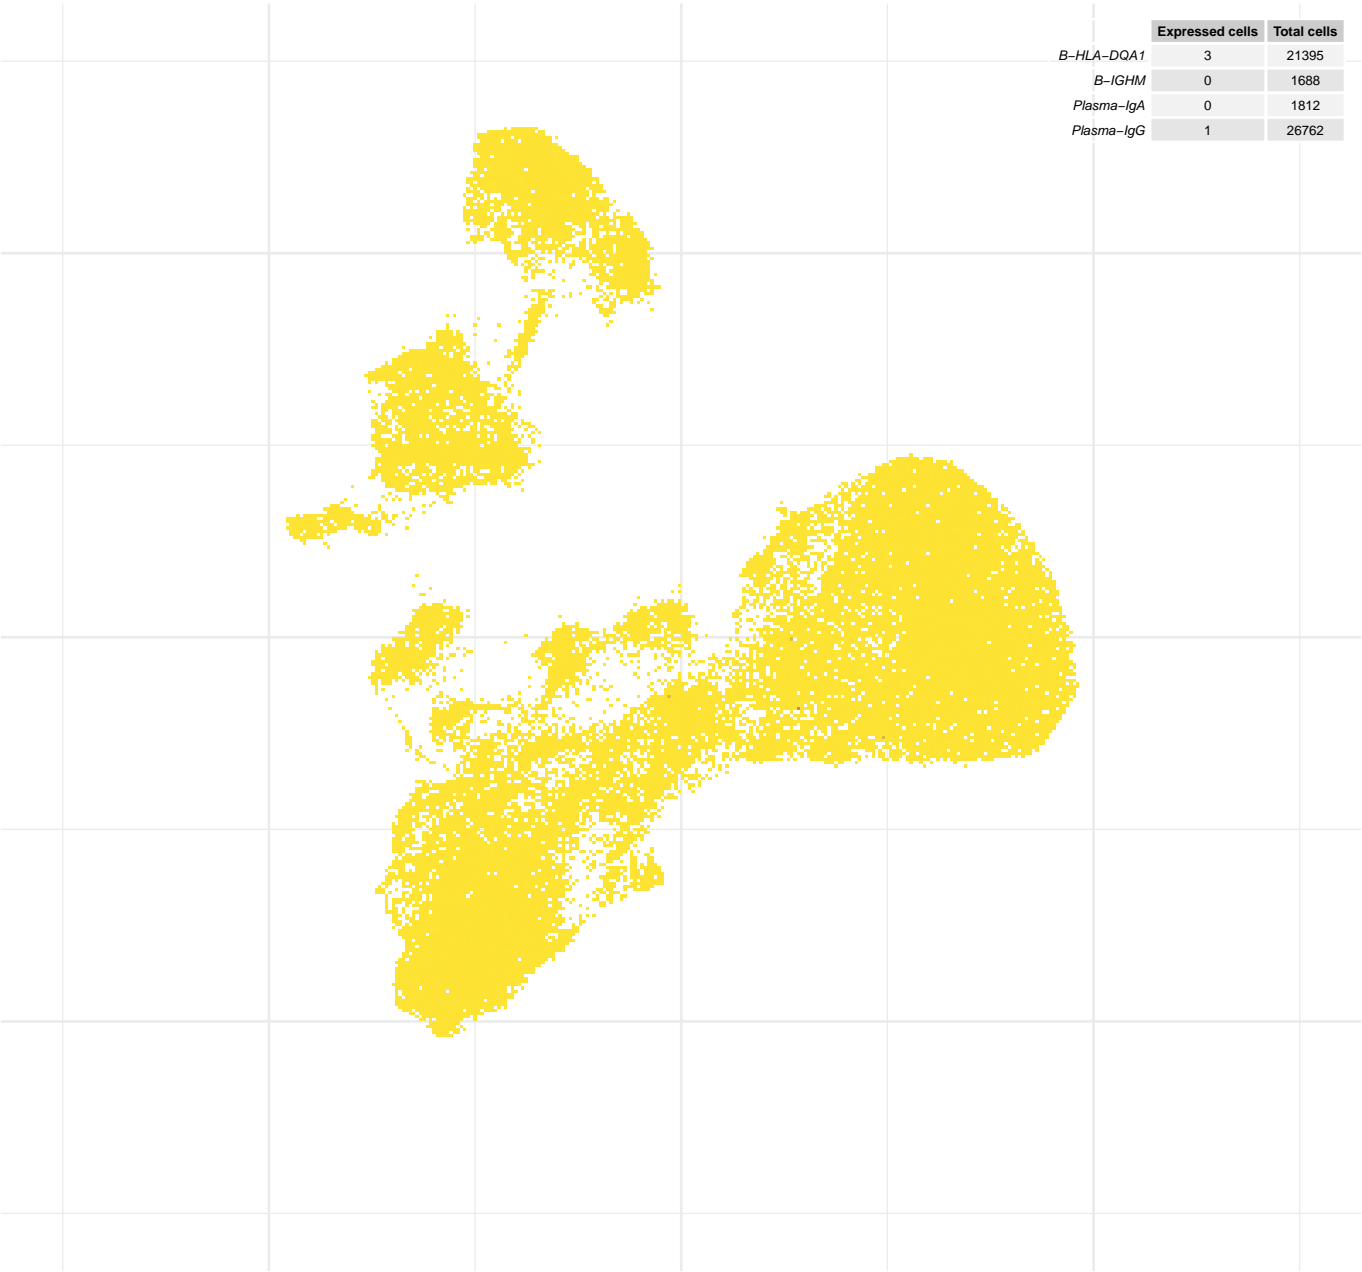 Expressed cells Total cells
B−HLA−DQA1 3 21395
B−IGHM 0 1688
Plasma−IgA 0 1812
Plasma−IgG 1 26762